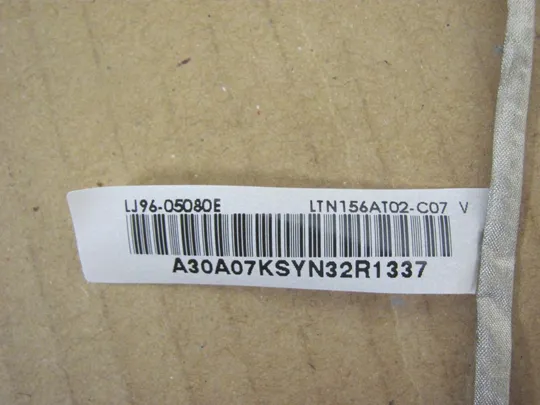 LJ96-05080E LTN156AT02-C07 V
A30A07KSYN32R1337